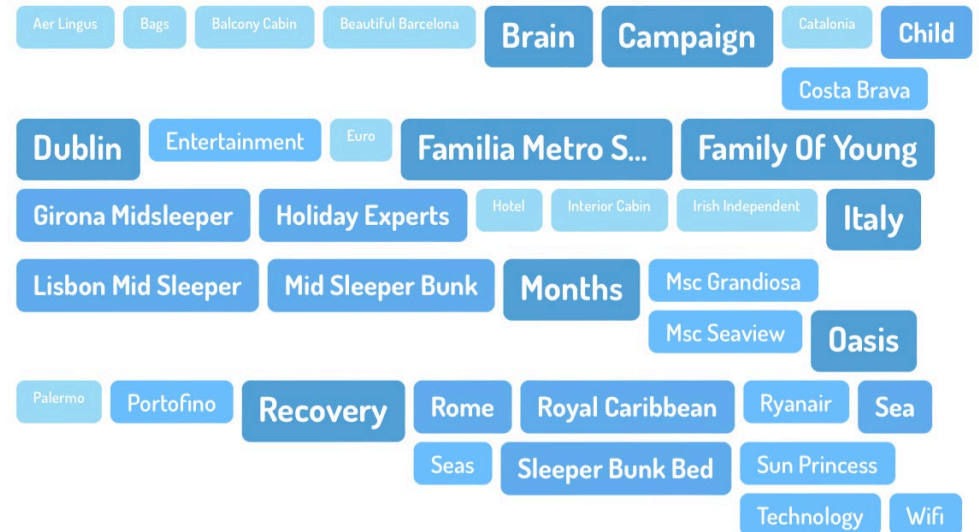 Aer Lingus Bags Balcony Cabin Beautiful Barcelona Brain Campaign Catalonia Child
Costa Brava
Dublin Entertainment Euro Familia Metro S... Family Of Young
Girona Midsleeper Holiday Experts Hotel Interior Cabin Irish Independent Italy
Lisbon Mid Sleeper Mid Sleeper Bunk Months Msc Grandiosa
Msc Seaview Oasis
Palermo Portofino Recovery Rome Royal Caribbean Ryanair Sea
Seas Sleeper Bunk Bed Sun Princess
Technology Wifi